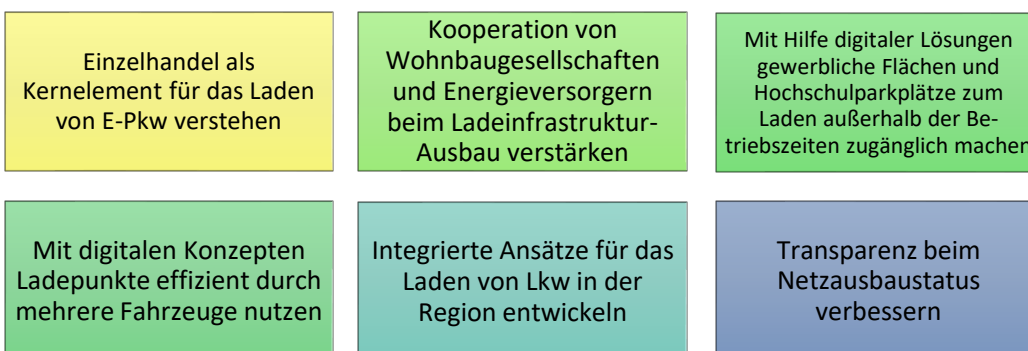 Einzelhandel als
Kernelement für das Laden
von E-Pkw verstehen
Kooperation von
Wohnbaugesellschaften
und Energieversorgern
beim Ladeinfrastruktur-
Ausbau verstärken
Mit Hilfe digitaler Lösungen
gewerbliche Flächen und
Hochschulparkplätze zum
Laden außerhalb der Be-
triebszeiten zugänglich machen
Mit digitalen Konzepten
Ladepunkte effizient durch
mehrere Fahrzeuge nutzen
Integrierte Ansätze für das
Laden von Lkw in der
Region entwickeln
Transparenz beim
Netzausbaustatus
verbessern